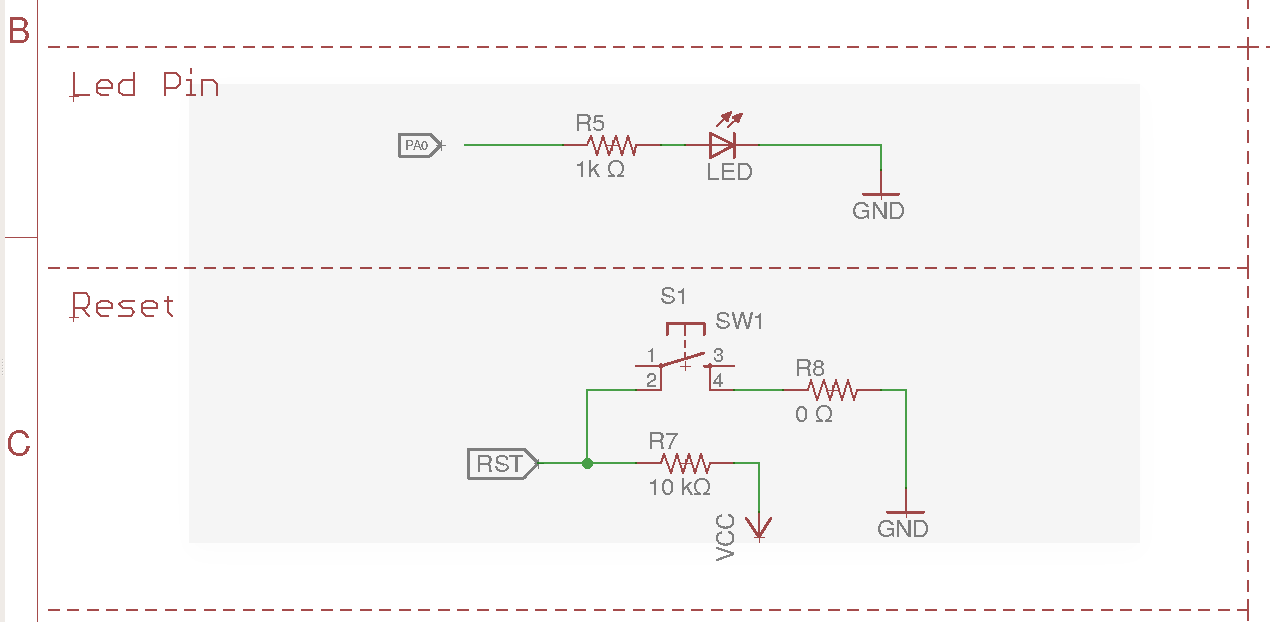 B
Led Pin
R5
PA0
1k Ω
LED
GND
Reset
S1
SW1
1
3
2
4
R8
0 Ω
C
R7
RST
10 kΩ
VCC
GND